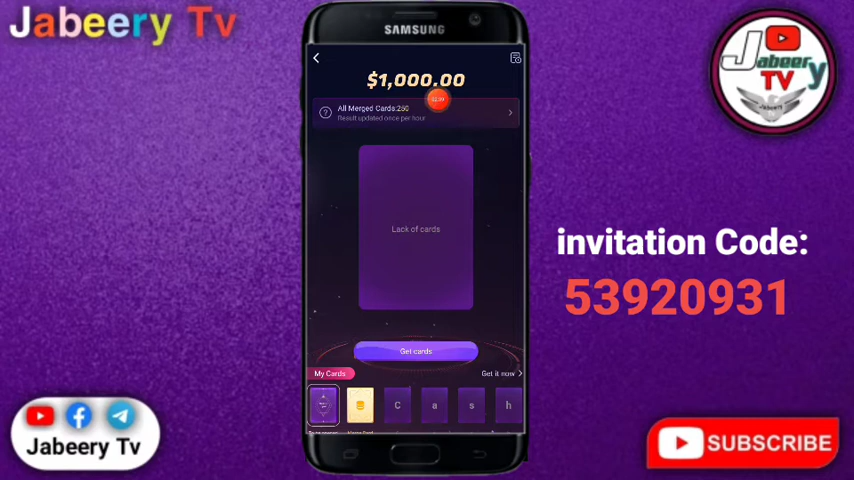 Jabeery Tv
SAMSUNG
$1,000.00
All Merged Cards:250
Result updated once per hour
Lack of cards
Get cards
My Cards
Get it now
C a s h
Jabeery
TV
Jabeery
invitation Code:
53920931
Jabeery Tv
SUBSCRIBE